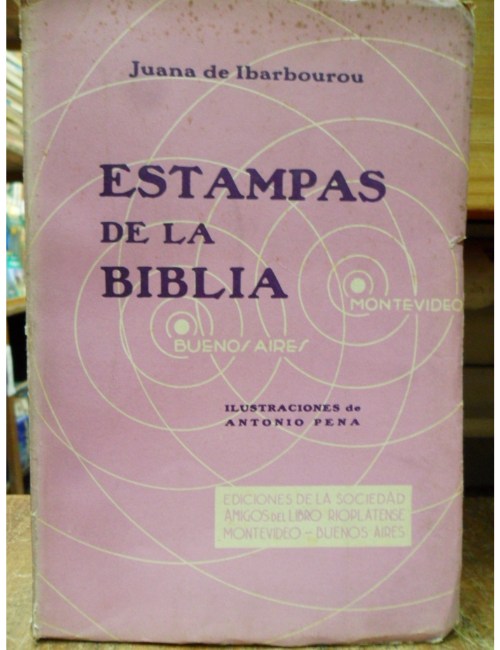 Juana de Ibarbourou
ESTAMPAS
DE LA
BIBLIA
MONTEVIDEO
BUENOS AIRES
ILUSTRACIONES de
ANTONIO PENA
EDICIONES DE LA SOCIEDAD
AMIGOS DEL LIBRO RIOPLATENSE
MONTEVIDEO - BUENOS AIRES